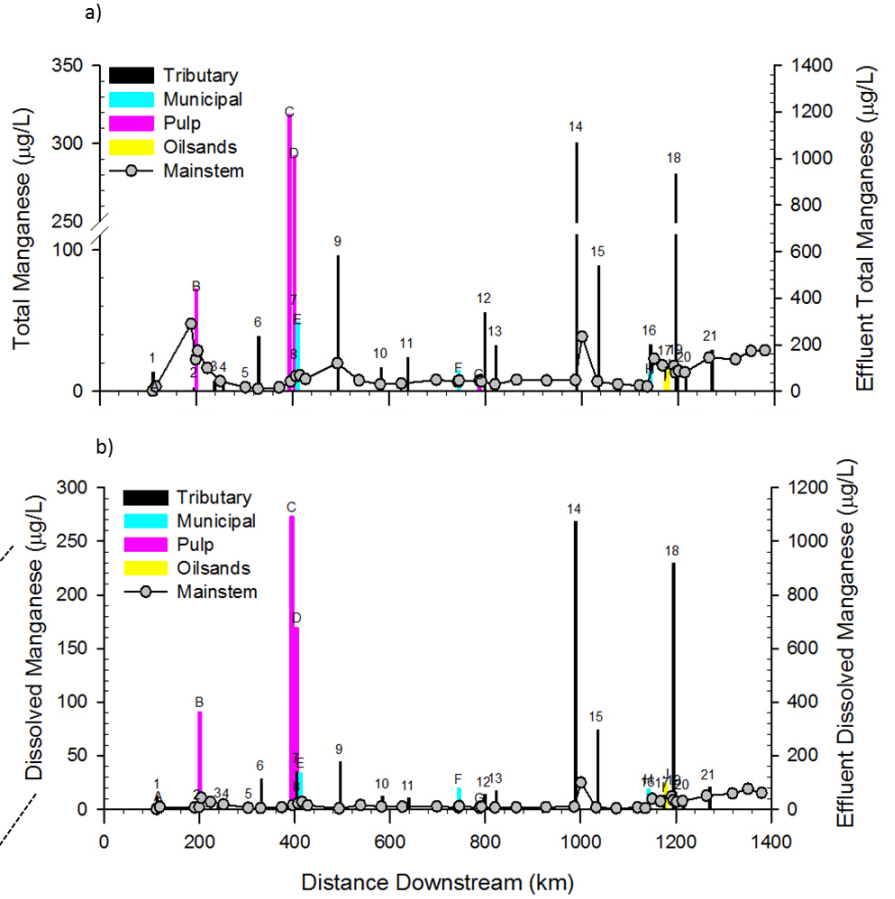 a)
350
300
250
100
0
Total Manganese (µg/L)
1400
1200
1000
800
600
400
200
0
Effluent Total Manganese (µg/L)
Tributary
Municipal
Pulp
Oilsands
Mainstem
1
A
2
B
3
4
5
6
C
D
7
8
E
9
10
11
F
G
12
13
14
15
16
H
17
18
19
20
21
b)
300
250
200
150
100
50
0
Dissolved Manganese (µg/L)
1200
1000
800
600
400
200
0
Effluent Dissolved Manganese (µg/L)
Tributary
Municipal
Pulp
Oilsands
Mainstem
1
A
2
B
3
4
5
6
C
D
7
8
E
9
10
11
F
G
12
13
14
15
H
16
17
I
18
19
20
21
0
200
400
600
800
1000
1200
1400
Distance Downstream (km)